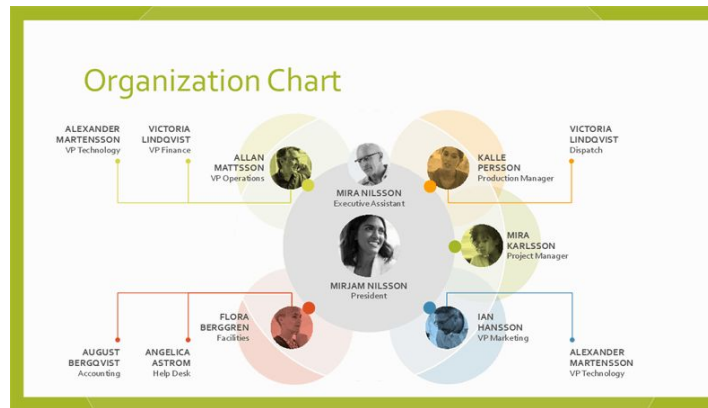 Organization Chart
ALEXANDER
MARTENSSON
VP Technology
VICTORIA
LINDQVIST
VP Finance
ALLAN
MATTSSON
VP Operations
MIRA NILSSON
Executive Assistant
KALLE
PERSSON
Production Manager
VICTORIA
LINDQVIST
Dispatch
MIRA
KARLSSON
Project Manager
MIRJAM NILSSON
President
FLORA
BERGGREN
Facilities
IAN
HANSSON
VP Marketing
AUGUST
BERGQVIST
Accounting
ANGELICA
ASTROM
Help Desk
ALEXANDER
MARTENSSON
VP Technology